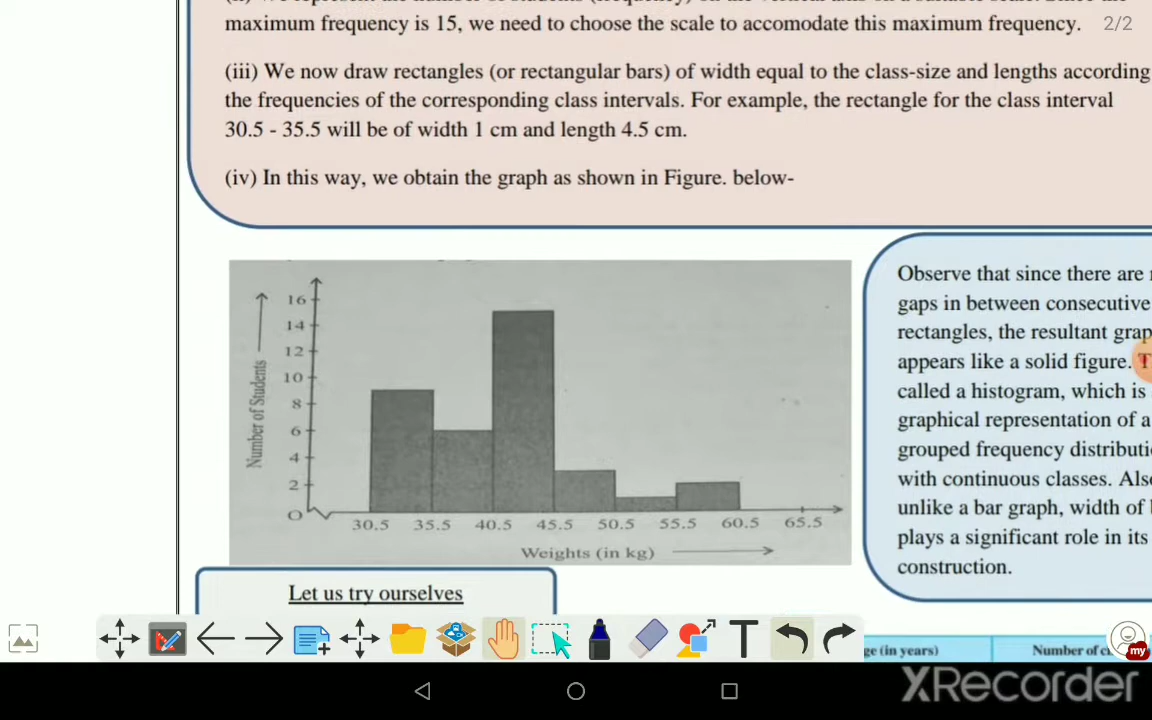 maximum frequency is 15, we need to choose the scale to accomodate this maximum frequency.
2/2
(iii) We now draw rectangles (or rectangular bars) of width equal to the class-size and lengths according
the frequencies of the corresponding class intervals. For example, the rectangle for the class interval
30.5 - 35.5 will be of width 1 cm and length 4.5 cm.
(iv) In this way, we obtain the graph as shown in Figure. below-
Number of Students
16
14
12
10
8
6
4
2
O
30.5 35.5 40.5 45.5 50.5 55.5 60.5 65.5
Weights (in kg)
Observe that since there are
gaps in between consecutive
rectangles, the resultant
appears like a solid figure.
called a histogram, which is
graphical representation of a
grouped frequency
with continuous classes.
unlike a bar graph, width of
plays a significant role in its
construction.
Let us try ourselves
T
(in years)
Number of
my
XRecorder